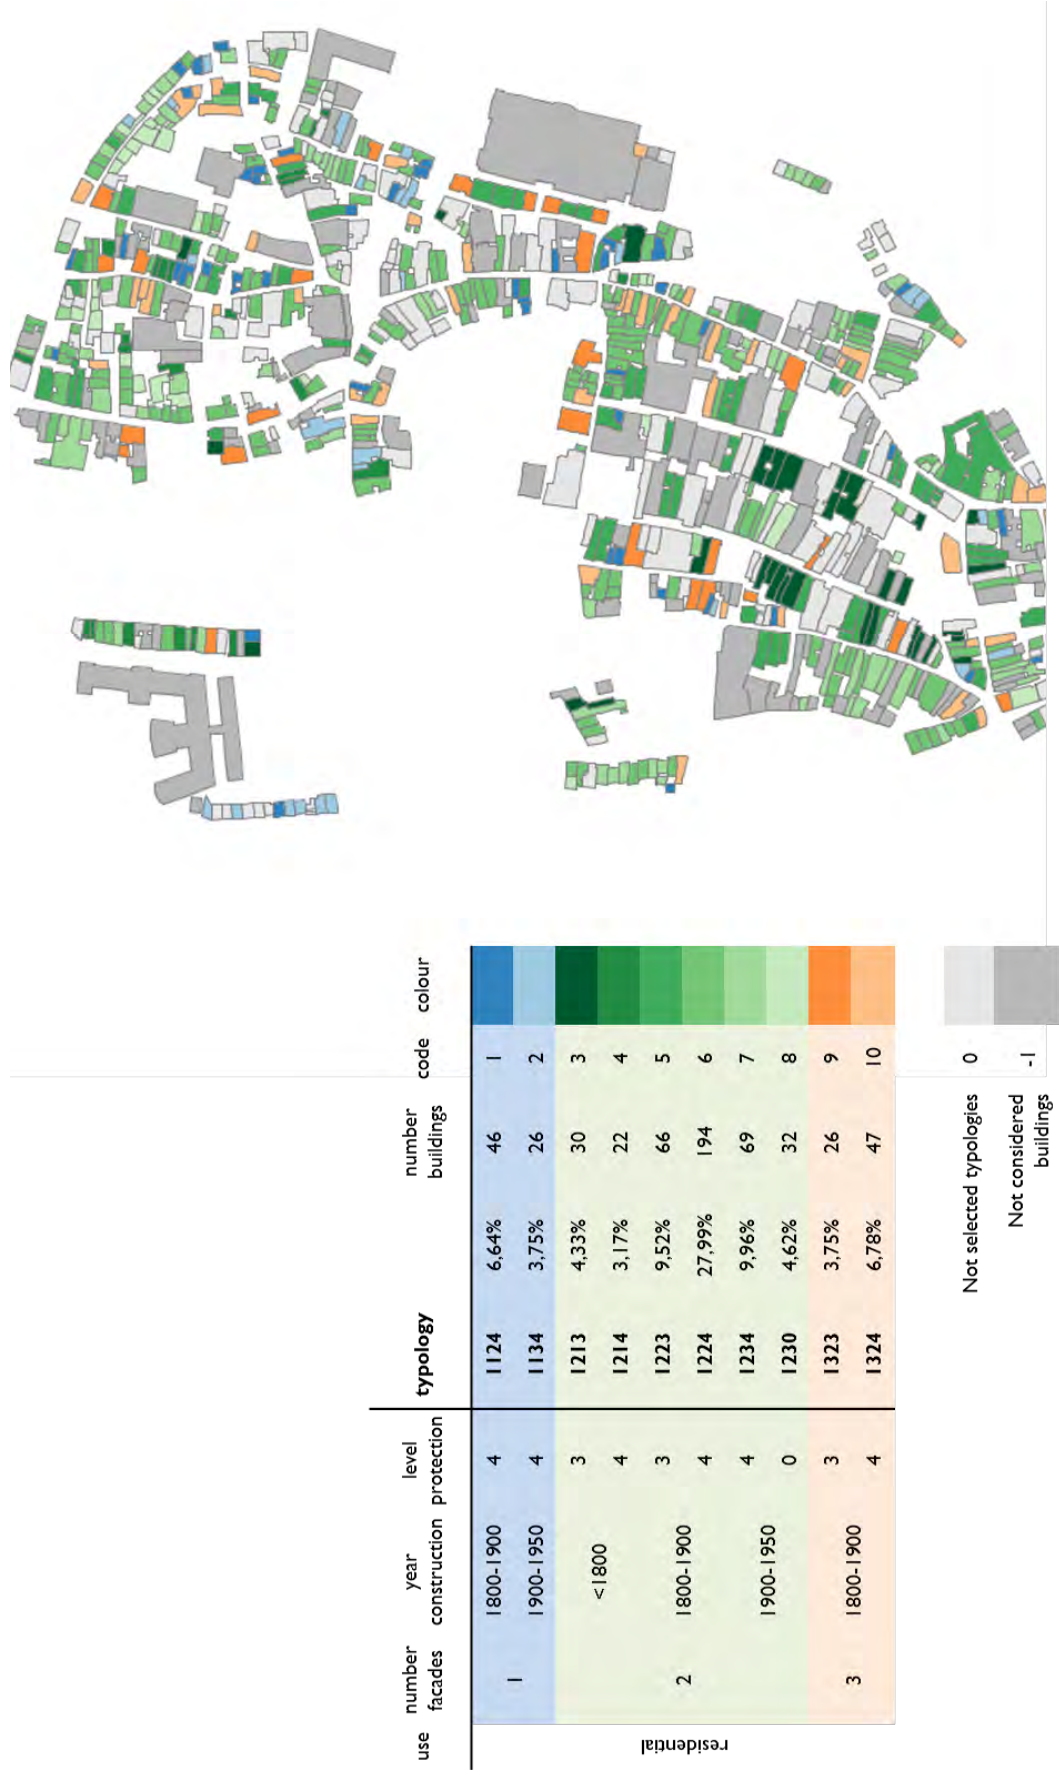 use number facades year construction level protection typology number buildings code colour
residential
1 1800-1900 4 1124 6,64% 46 1
1900-1950 4 1134 3,75% 26 2
2 <1800 3 1213 4,33% 30 3
4 1214 3,17% 22 4
1800-1900 3 1223 9,52% 66 5
4 1224 27,99% 194 6
1900-1950 4 1234 9,96% 69 7
0 1230 4,62% 32 8
3 1800-1900 3 1323 3,75% 26 9
4 1324 6,78% 47 10
Not selected typologies 0
Not considered buildings -1